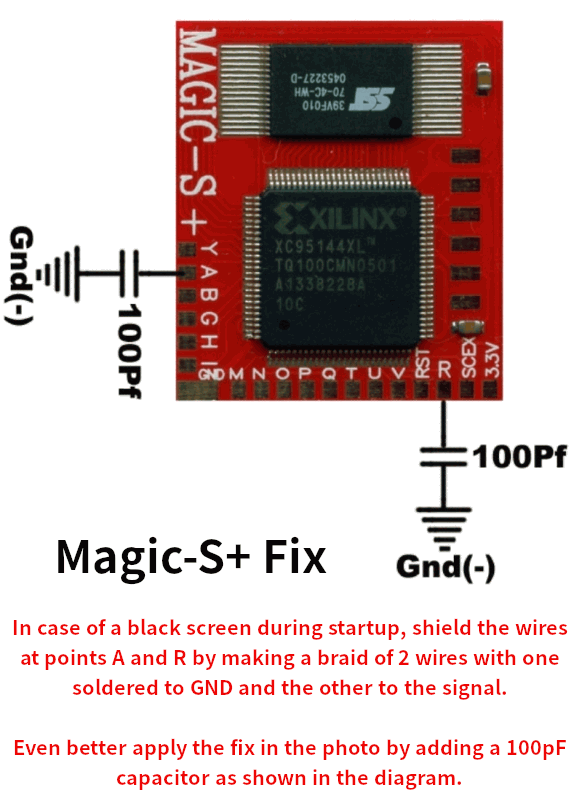 MAGIC-S +
39VF010
70-4C-WH
0453227-D
SST
XILINX®
XC95144XL™
TQ100CMN0501
A1338228A
10C
Y
A
B
G
H
I
GND M N O P Q T U V RST R SCEX 3.3V
Gnd(-)
100Pf
100Pf
Gnd(-)
Magic-S+ Fix
In case of a black screen during startup, shield the wires
at points A and R by making a braid of 2 wires with one
soldered to GND and the other to the signal.
Even better apply the fix in the photo by adding a 100pF
capacitor as shown in the diagram.